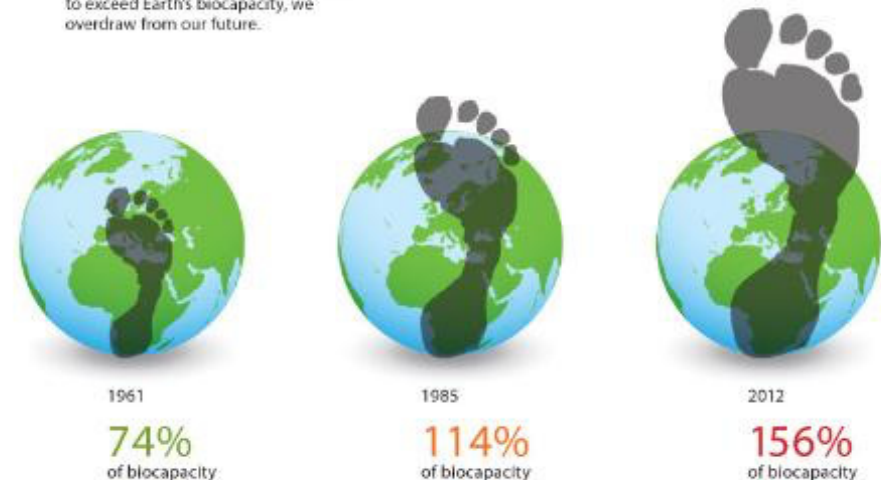 to exceed Earth's biocapacity, we
overdraw from our future.
1961
1985
2012
74%
114%
156%
of biocapacity
of biocapacity
of biocapacity